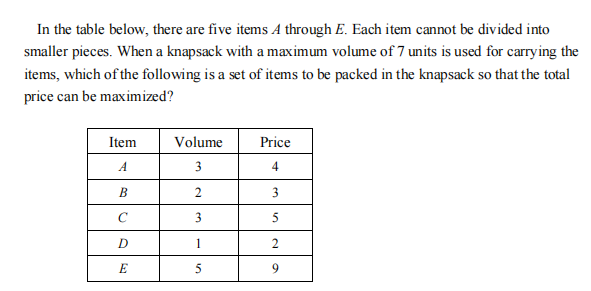 In the table below, there are five items A through E. Each item cannot be divided into
smaller pieces. When a knapsack with a maximum volume of 7 units is used for carrying the
items, which of the following is a set of items to be packed in the knapsack so that the total
price can be maximized?
Item Volume Price
A 3 4
B 2 3
C 3 5
D 1 2
E 5 9